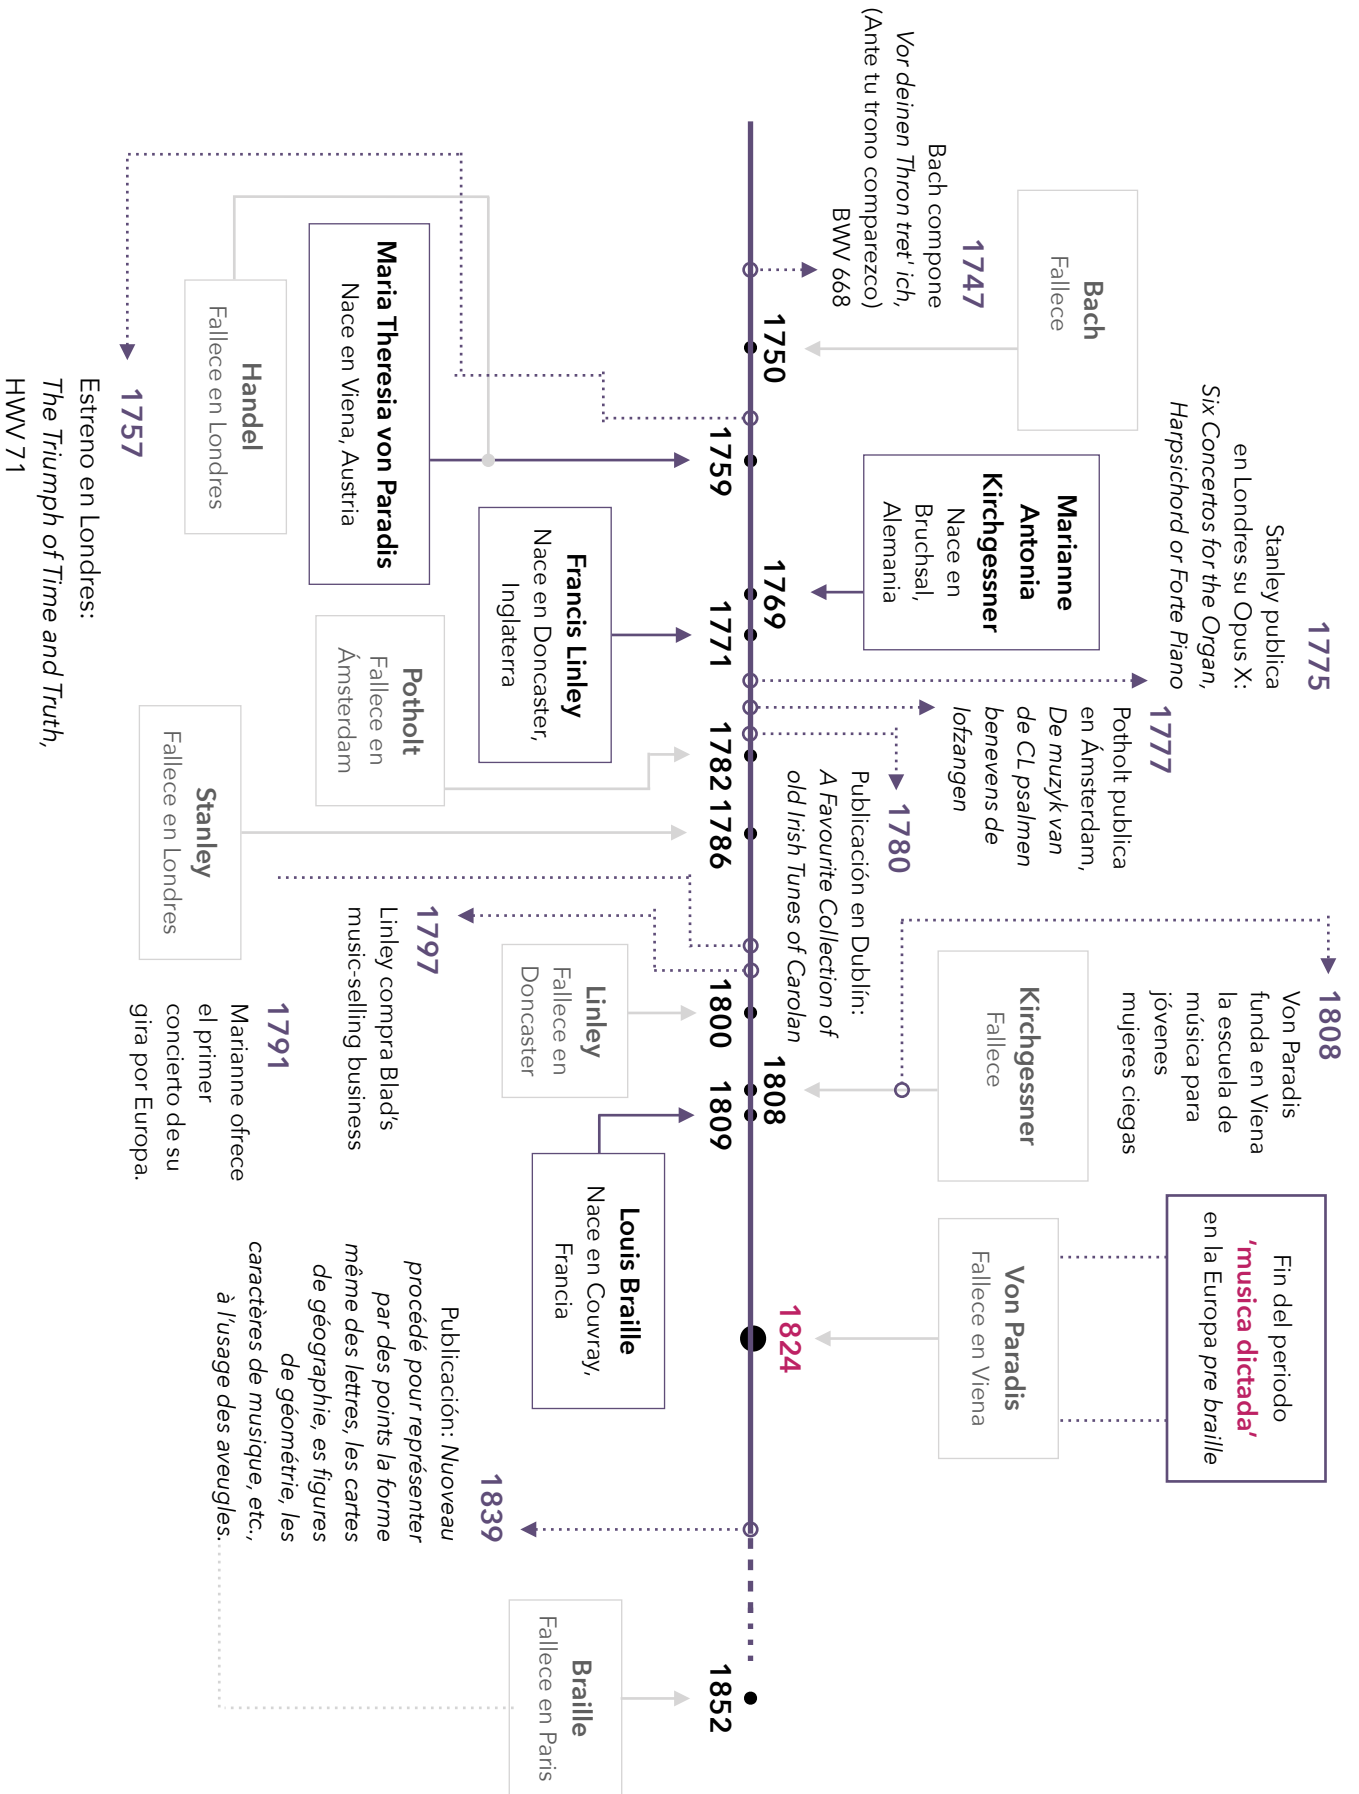 Bach
Fallece
1747
Bach compone
Vor deinen Thron tret' ich,
(Ante tu trono comparezco)
BWV 668
1750
1775
Stanley publica
en Londres su Opus X:
Six Concertos for the Organ,
Harpsichord or Forte Piano
Marianne
Antonia
Kirchgessner
Nace en
Bruchsal,
Alemania
1769
1777
Potholt publica
en Ámsterdam,
De muzyk van
de CL psalmen
benevens de
lofzangen
1780
Publicación en Dublín:
A Favourite Collection of
old Irish Tunes of Carolan
1808
Von Paradis
funda en Viena
la escuela de
música para
jóvenes
mujeres ciegas
Kirchgessner
Fallece
1808
Fin del periodo
‘musica dictada’
en la Europa pre braille
Von Paradis
Fallece en Viena
1824
1759
Maria Theresia von Paradis
Nace en Viena, Austria
Handel
Fallece en Londres
1757
Estreno en Londres:
The Triumph of Time and Truth,
HWV 71
1771
Francis Linley
Nace en Doncaster,
Inglaterra
1782
Potholt
Fallece en
Ámsterdam
1786
Stanley
Fallece en Londres
1797
Linley compra Blad's
music-selling business
1791
Marianne ofrece
el primer
concierto de su
gira por Europa.
1800
Linley
Fallece en
Doncaster
1809
Louis Braille
Nace en Couvray,
Francia
1839
Publicación: Nuoveau
procédé pour représenter
par des points la forme
même des lettres, les cartes
de géographie, es figures
de géométrie, les
caractères de musique, etc.,
à l'usage des aveugles.
1852
Braille
Fallece en Paris